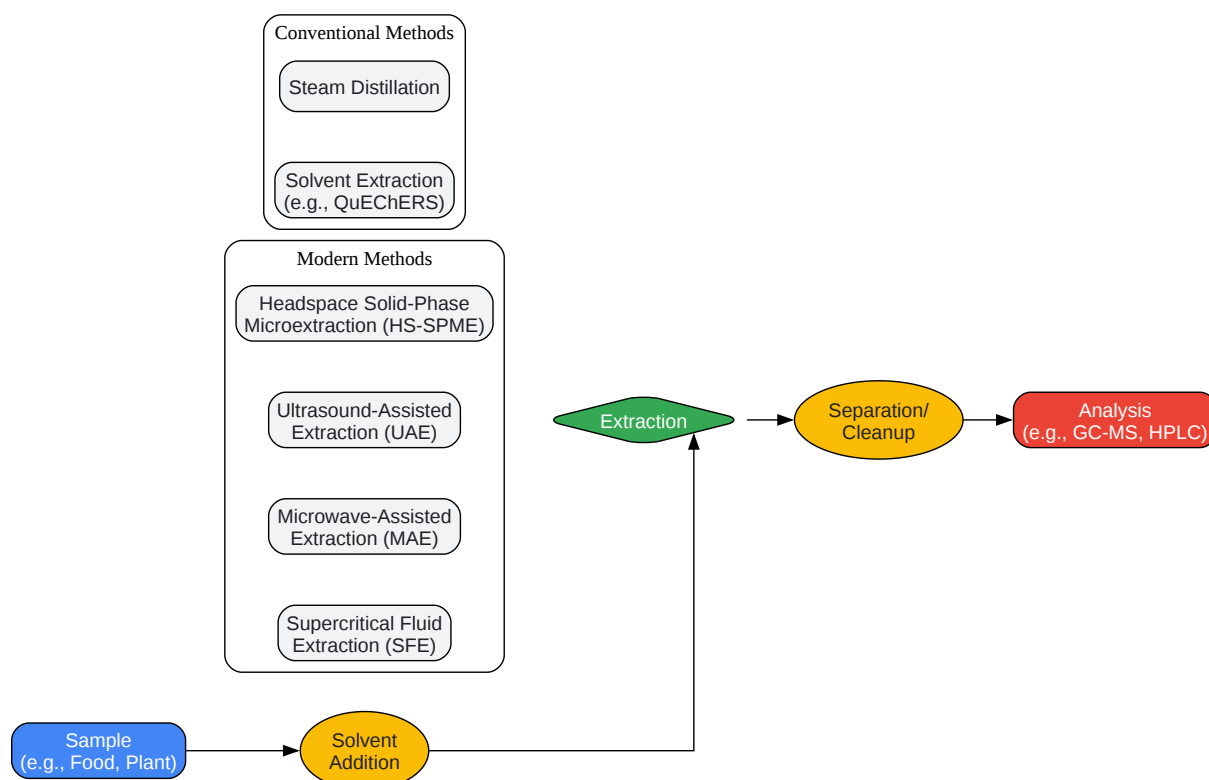 Conventional Methods
Steam Distillation
Solvent Extraction
(e.g., QuEChERS)
Modern Methods
Headspace Solid-Phase
Microextraction (HS-SPME)
Ultrasound-Assisted
Extraction (UAE)
Microwave-Assisted
Extraction (MAE)
Supercritical Fluid
Extraction (SFE)
Sample
(e.g., Food, Plant)
Solvent
Addition
Extraction
Separation/
Cleanup
Analysis
(e.g., GC-MS, HPLC)